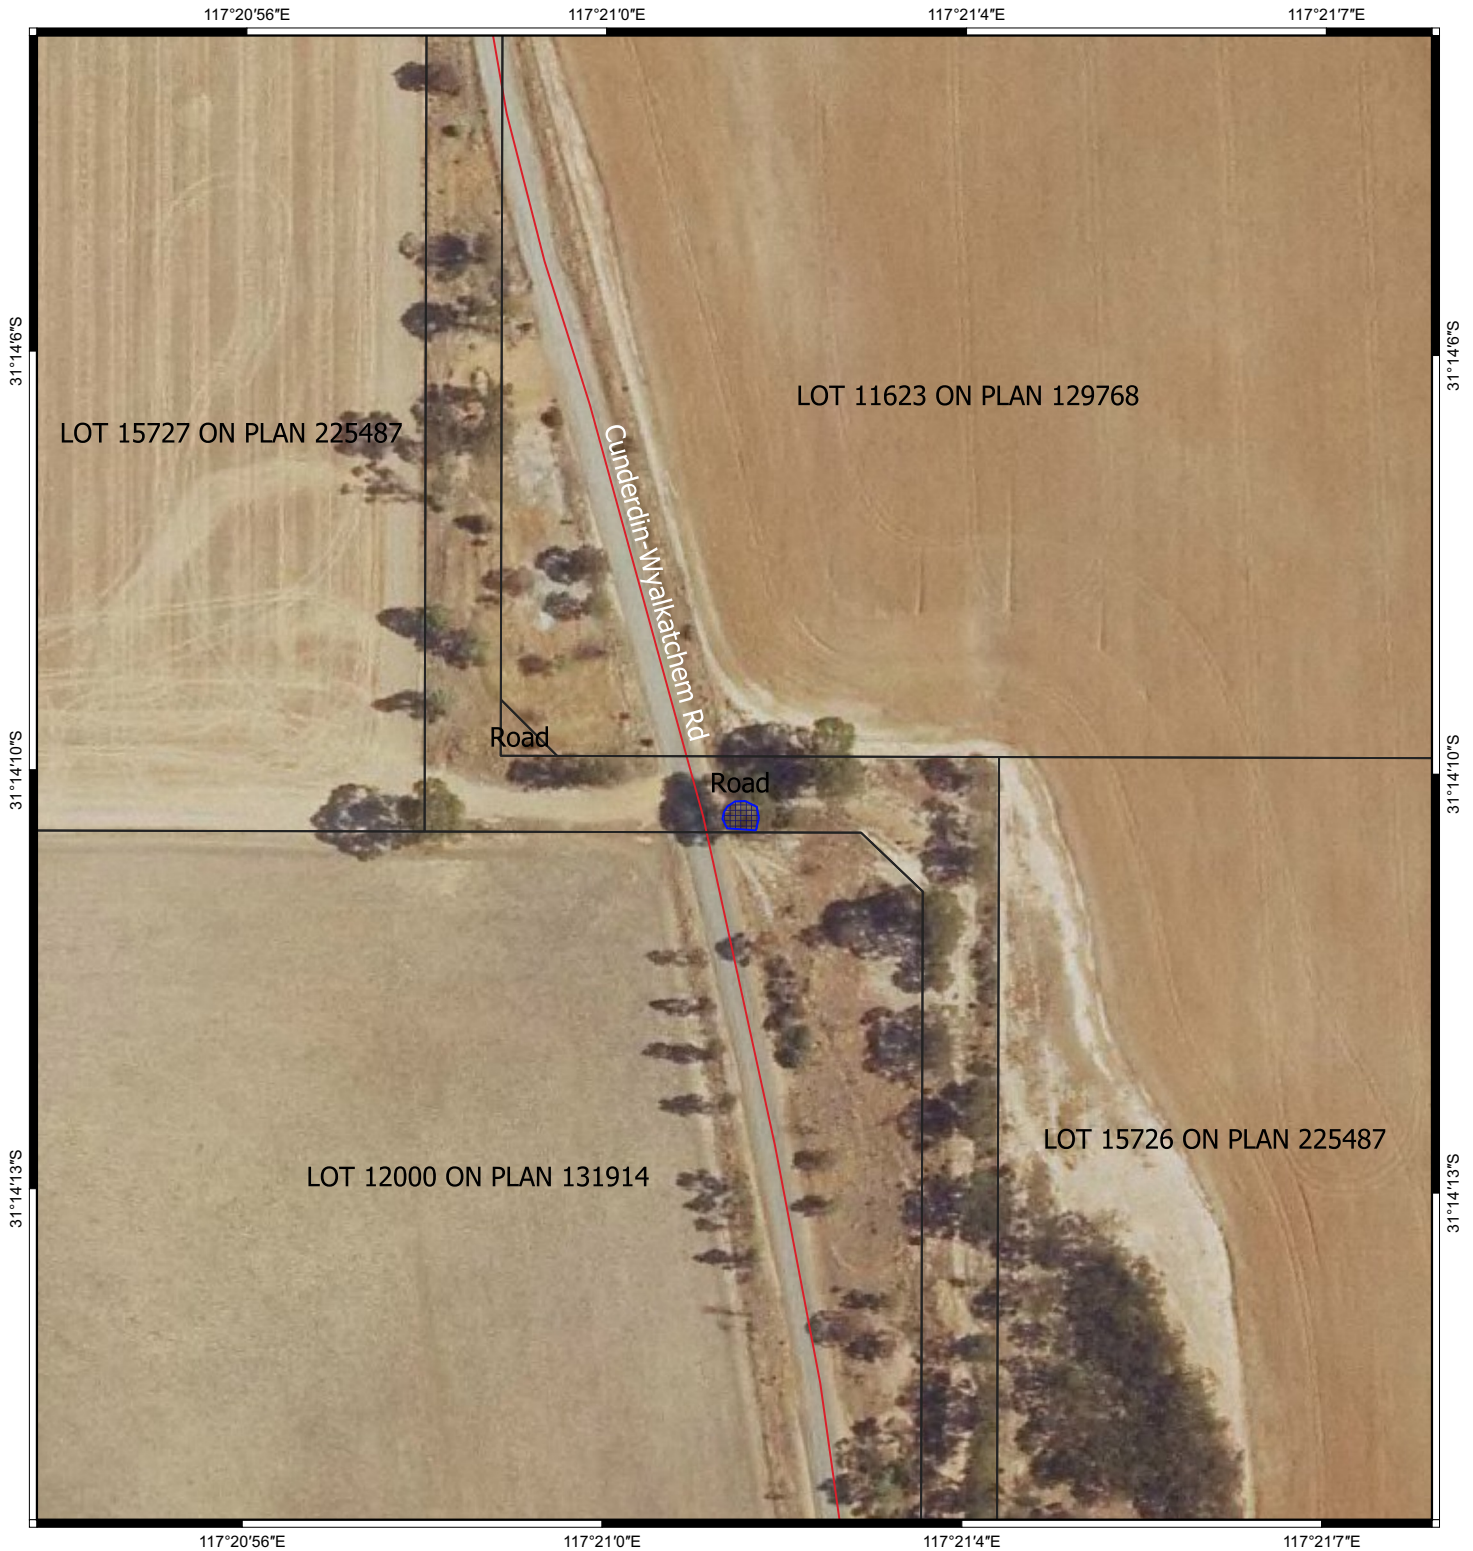 117°20′56″E 117°21′0″E 117°21′4″E 117°21′7″E
31°14′6″S
31°14′6″S
LOT 11623 ON PLAN 129768
LOT 15727 ON PLAN 225487
Cunderdin-Wyalkatchem Rd
Road
Road
31°14′10″S
31°14′10″S
LOT 15726 ON PLAN 225487
LOT 12000 ON PLAN 131914
31°14′13″S
31°14′13″S
117°20′56″E 117°21′0″E 117°21′4″E 117°21′7″E